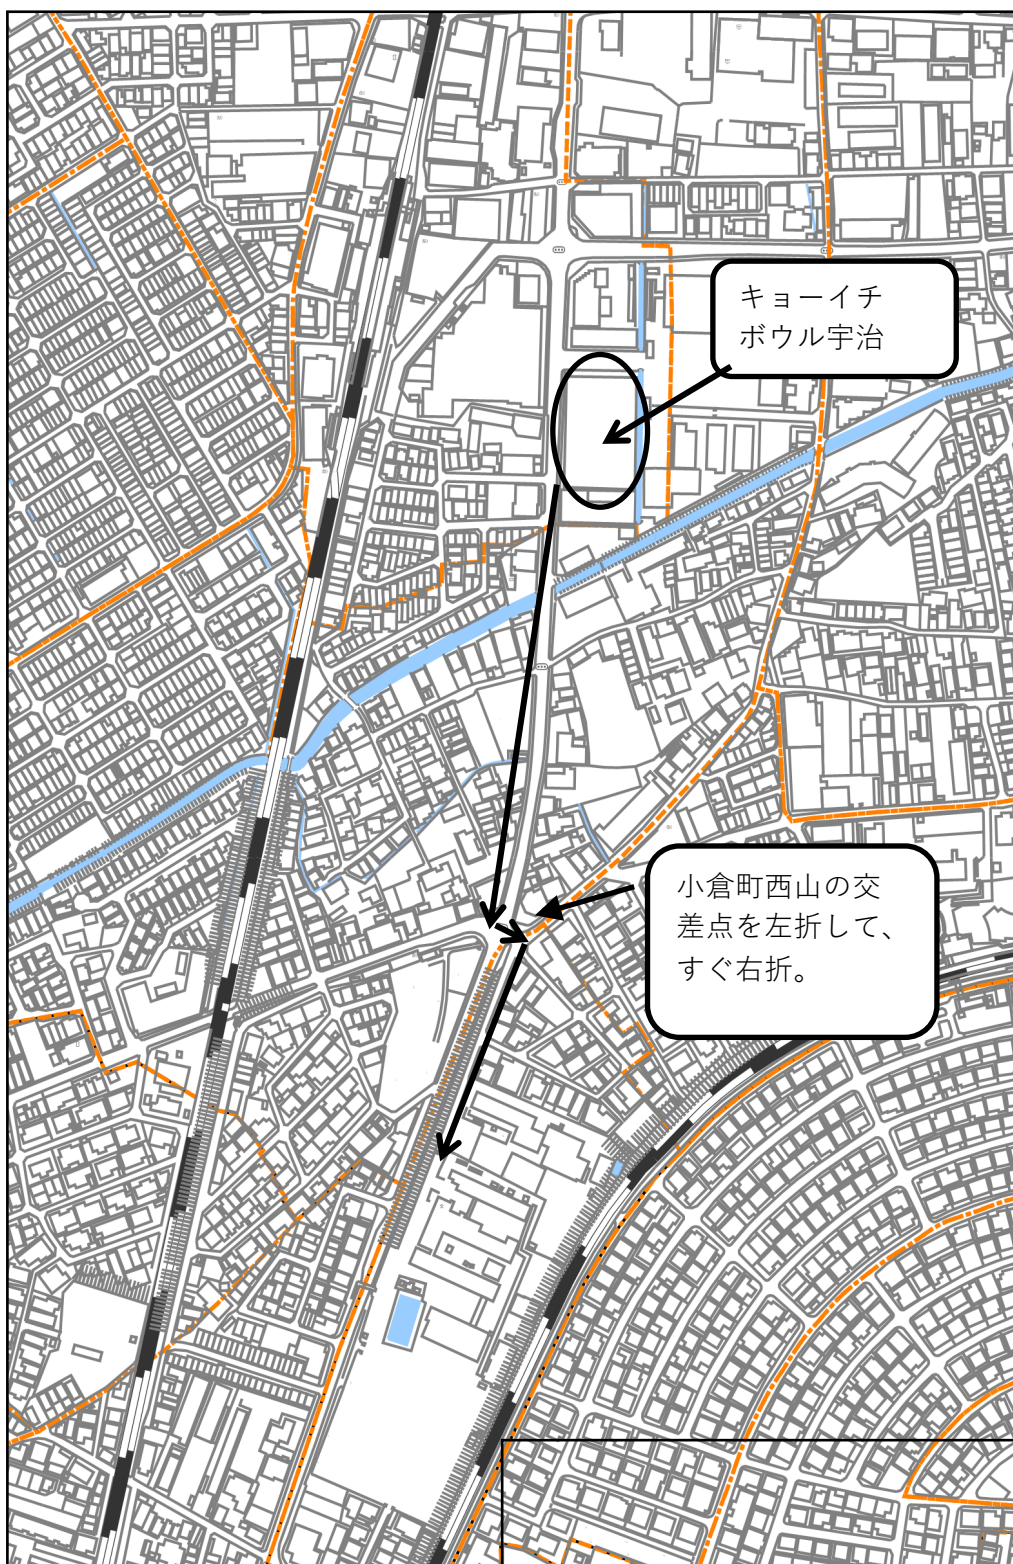 キョーイチ
ボウル宇治
小倉町西山の交
差点を左折して、
すぐ右折。